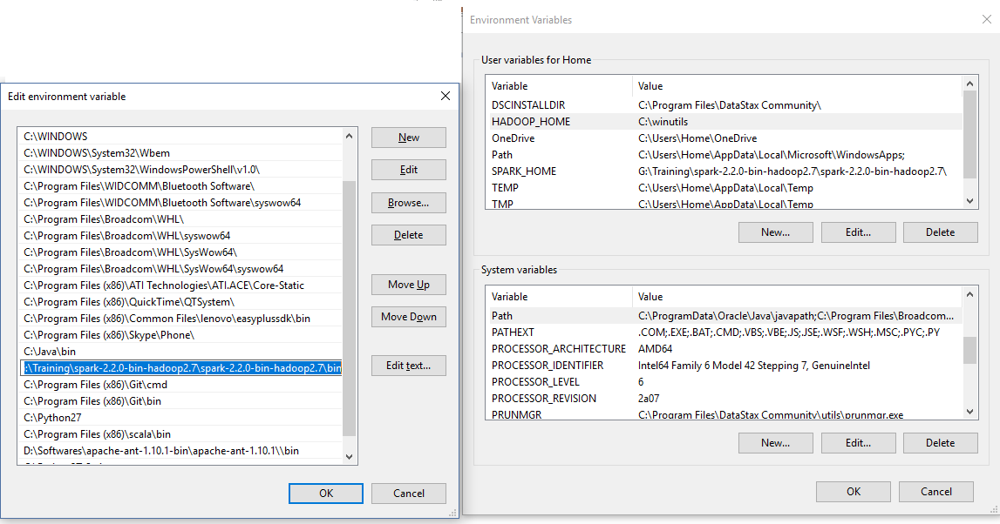 Edit environment variable
C:\WINDOWS
C:\WINDOWS\System32\Wbem
C:\WINDOWS\System32\WindowsPowerShell\v1.0\
C:\Program Files\WIDCOMM\Bluetooth Software\
C:\Program Files\WIDCOMM\Bluetooth Software\syswow64
C:\Program Files\Broadcom\WHL\
C:\Program Files\Broadcom\WHL\syswow64
C:\Program Files\Broadcom\WHL\SysWow64\
C:\Program Files\Broadcom\WHL\SysWow64\syswow64
C:\Program Files (x86)\ATI Technologies\ATI.ACE\Core-Static
C:\Program Files (x86)\QuickTime\QTSystem\
C:\Program Files (x86)\Common Files\lenovo\easyplussdk\bin
C:\Program Files (x86)\Skype\Phone\
C:\Java\bin
:\Training\spark-2.2.0-bin-hadoop2.7\spark-2.2.0-bin-hadoop2.7\bin
C:\Program Files (x86)\Git\cmd
C:\Program Files (x86)\Git\bin
C:\Python27
C:\Program Files (x86)\scala\bin
D:\Softwares\apache-ant-1.10.1-bin\apache-ant-1.10.1\\bin
New
Edit
Browse...
Delete
Move Up
Move Down
Edit text...
OK Cancel
Environment Variables
User variables for Home
Variable Value
DSCINSTALLDIR C:\Program Files\DataStax Community\
HADOOP_HOME C:\winutils
OneDrive C:\Users\Home\OneDrive
Path C:\Users\Home\AppData\Local\Microsoft\WindowsApps;
SPARK_HOME G:\Training\spark-2.2.0-bin-hadoop2.7\spark-2.2.0-bin-hadoop2.7\
TEMP C:\Users\Home\AppData\Local\Temp
TMP C:\Users\Home\AppData\Local\Temp
New... Edit... Delete
System variables
Variable Value
Path C:\ProgramData\Oracle\Java\javapath;C:\Program Files\Broadcom...
PATHEXT .COM;.EXE;.BAT;.CMD;.VBS;.VBE;.JS;.JSE;.WSF;.WSH;.MSC;.PYC;.PY
PROCESSOR_ARCHITECTURE AMD64
PROCESSOR_IDENTIFIER Intel64 Family 6 Model 42 Stepping 7, GenuineIntel
PROCESSOR_LEVEL 6
PROCESSOR_REVISION 2a07
PRUNMGR C:\Program Files\DataStax Community\utils\prunmgr.exe
New... Edit... Delete
OK Cancel